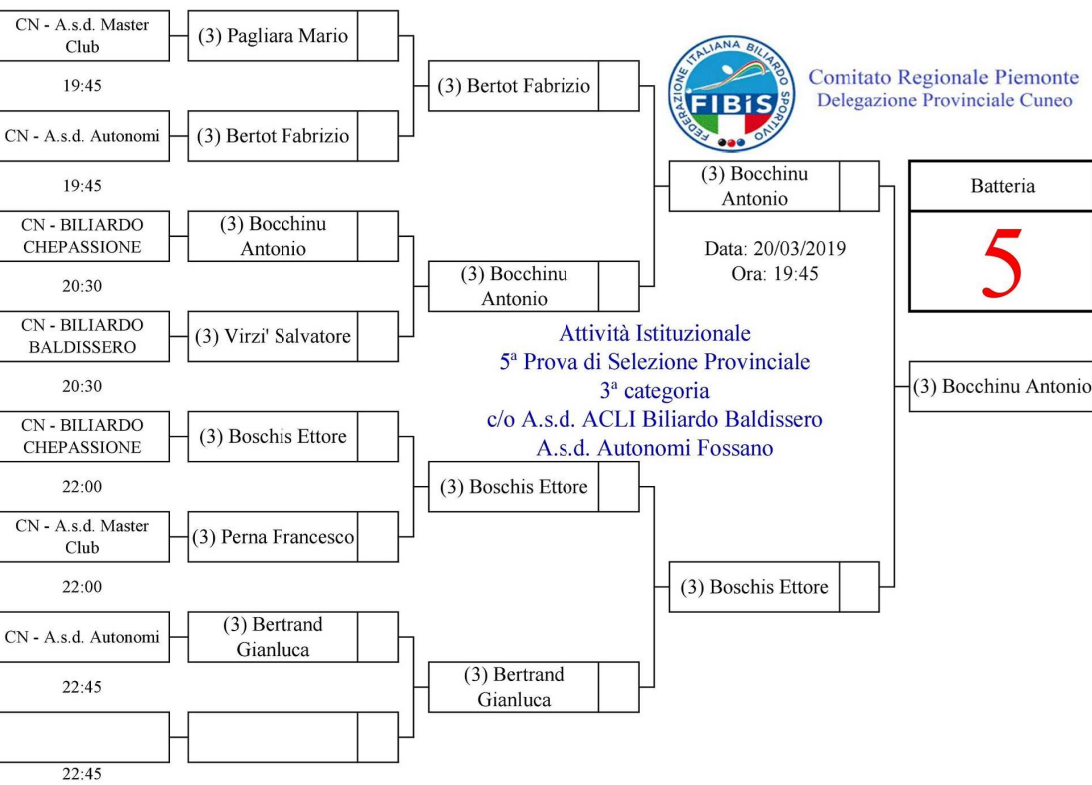 CN - A.s.d. Master
Club
(3) Pagliara Mario
19:45
(3) Bertot Fabrizio
CN - A.s.d. Autonomi
(3) Bertot Fabrizio
19:45
FEDERAZIONE ITALIANA BILIARDO SPORTIVO
FIBiS
Comitato Regionale Piemonte
Delegazione Provinciale Cuneo
CN - BILIARDO
CHEPASSIONE
(3) Bocchinu
Antonio
20:30
(3) Bocchinu
Antonio
CN - BILIARDO
BALDISSERO
(3) Virzi' Salvatore
20:30
(3) Bocchinu
Antonio
Data: 20/03/2019
Ora: 19:45
Batteria
5
Attività Istituzionale
5ª Prova di Selezione Provinciale
3ª categoria
c/o A.s.d. ACLI Biliardo Baldissero
A.s.d. Autonomi Fossano
(3) Bocchinu Antonio
CN - BILIARDO
CHEPASSIONE
(3) Boschis Ettore
22:00
(3) Boschis Ettore
CN - A.s.d. Master
Club
(3) Perna Francesco
22:00
(3) Boschis Ettore
CN - A.s.d. Autonomi
(3) Bertrand
Gianluca
22:45
(3) Bertrand
Gianluca
22:45